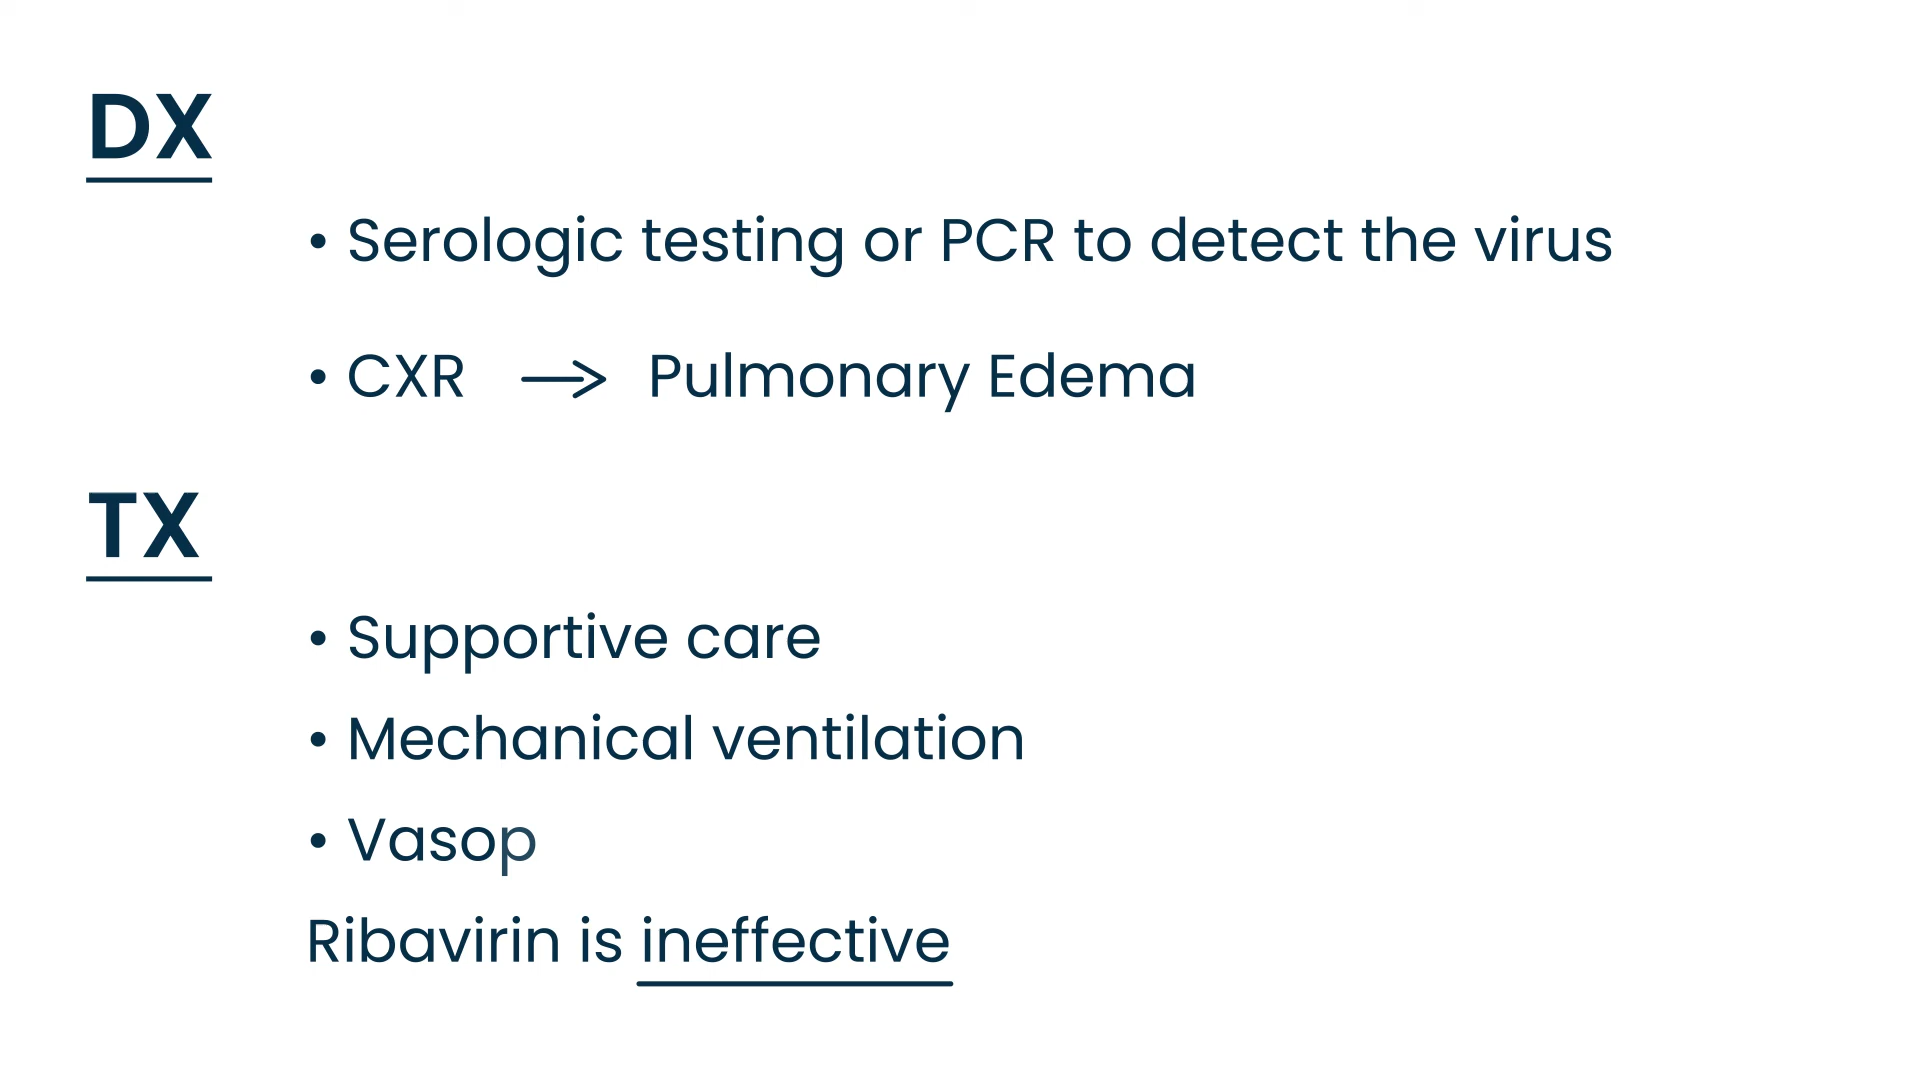 DX
• Serologic testing or PCR to detect the virus
• CXR → Pulmonary Edema
TX
• Supportive care
• Mechanical ventilation
• Vasop
Ribavirin is ineffective